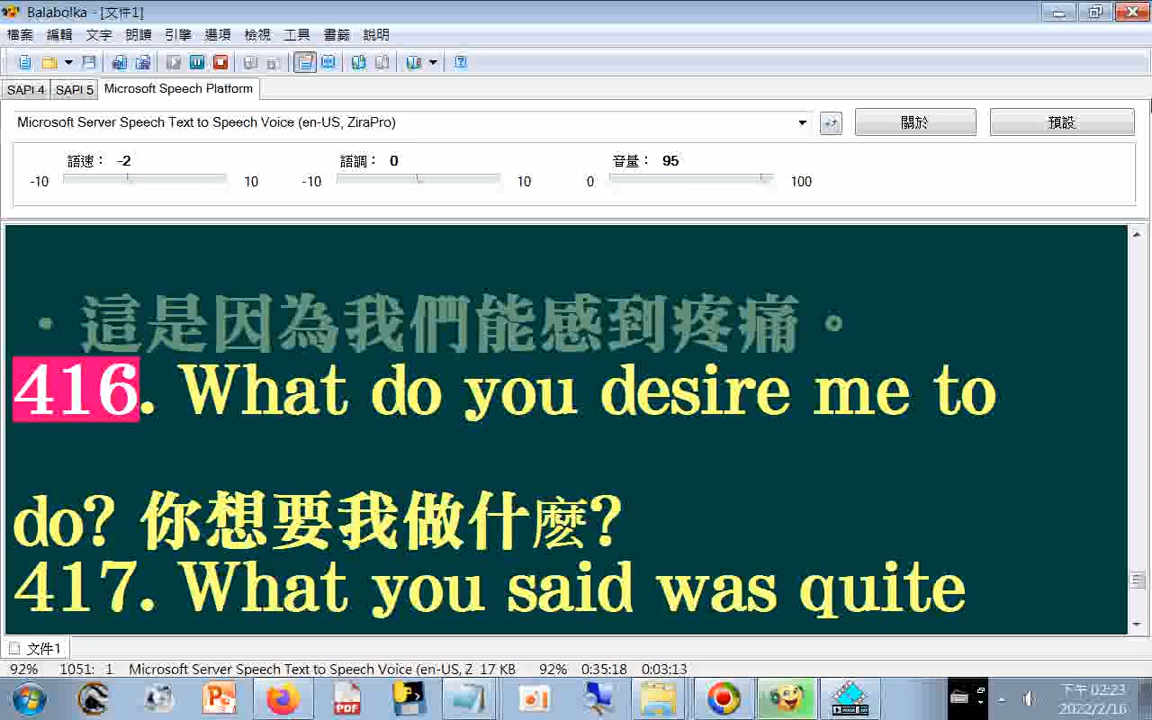 Balabolka - [文件1]
檔案 編輯 文字 朗讀 引擎 選項 檢視 工具 書籤 說明
SAPI 4 SAPI 5 Microsoft Speech Platform
Microsoft Server Speech Text to Speech Voice (en-US, ZiraPro) 關於 預設
語速： -2 語調： 0 音量： 95
-10 10 -10 10 0 100
．這是因為我們能感到疼痛。
416. What do you desire me to
do? 你想要我做什麼?
417. What you said was quite
文件1
92% 1051: 1 Microsoft Server Speech Text to Speech Voice (en-US, Z 17 KB 92% 0:35:18 0:03:13
下午 02:23
2022/2/16